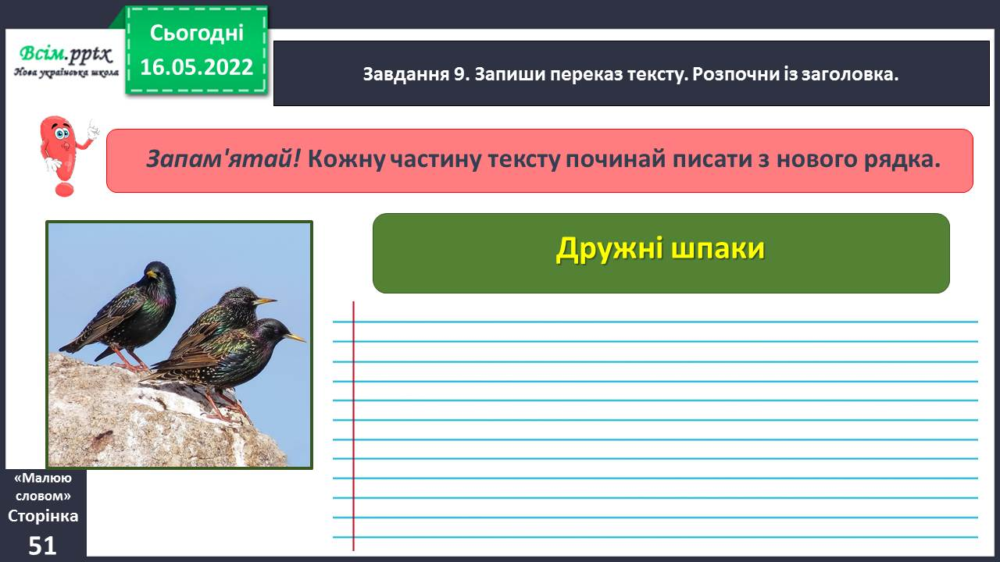 Всім.pptx
Нова українська школа
Сьогодні
16.05.2022
Завдання 9. Запиши переказ тексту. Розпочни із заголовка.
Запам'ятай! Кожну частину тексту починай писати з нового рядка.
Дружні шпаки
«Малюю
словом»
Сторінка
51